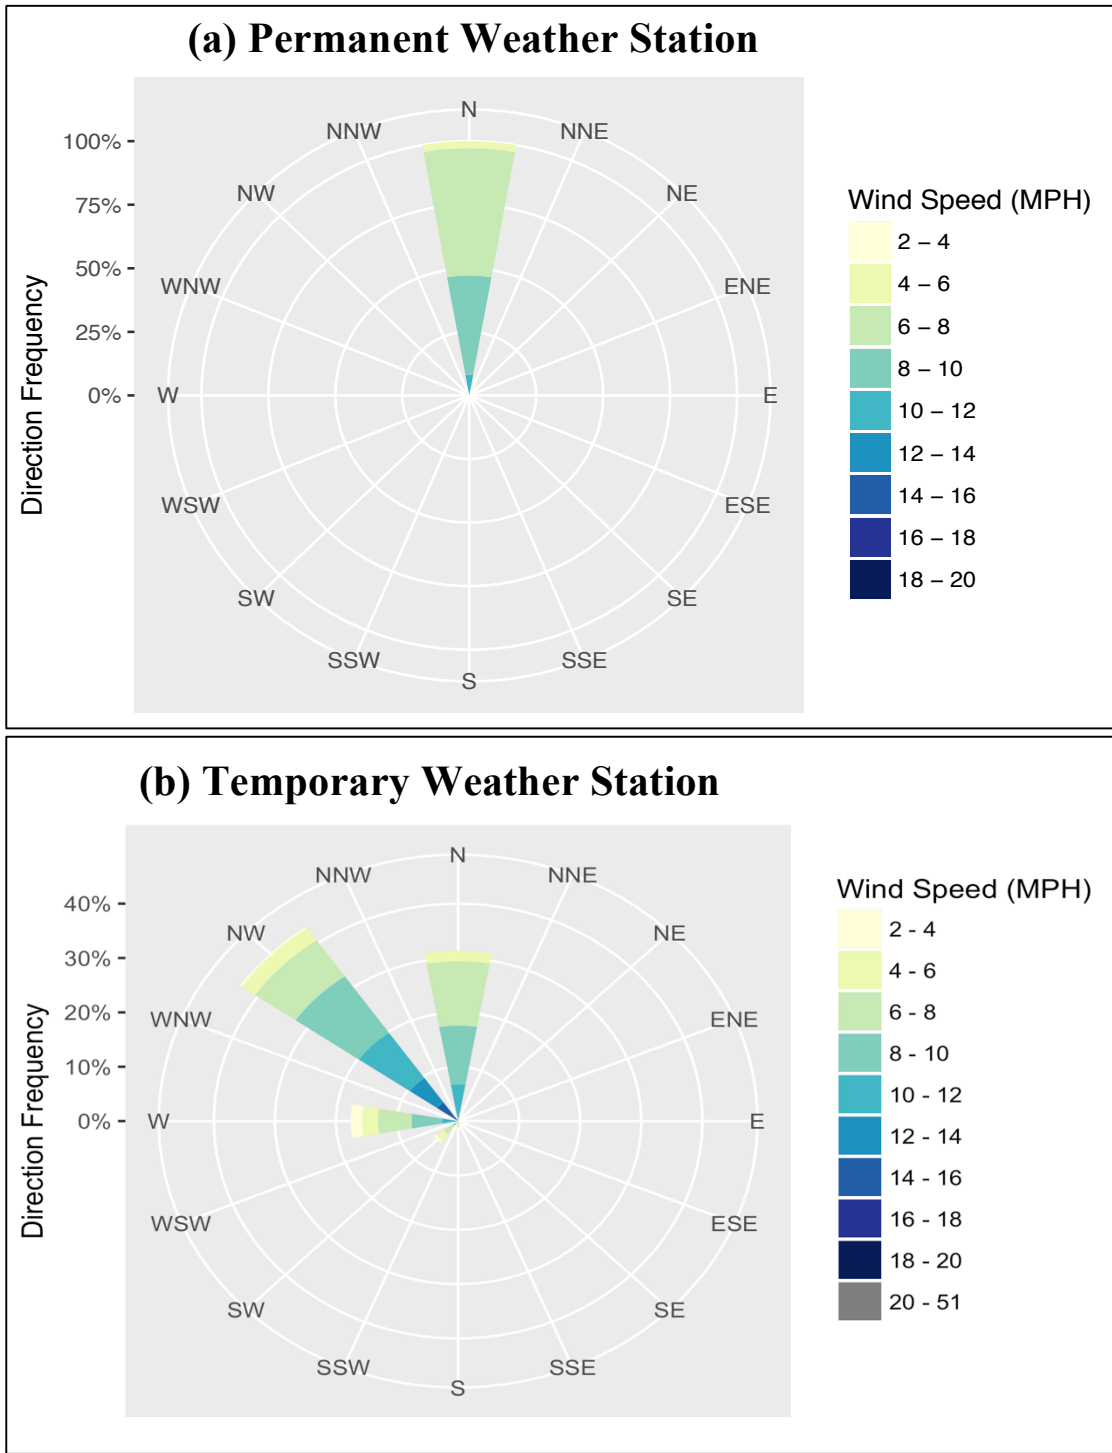 (a) Permanent Weather Station
N
NNW
NNE
100%
NW
NE
75%
Wind Speed (MPH)
2 – 4
50%
WNW
ENE
4 – 6
25%
6 – 8
8 – 10
0%
W
E
10 – 12
12 – 14
14 – 16
WSW
ESE
16 – 18
18 – 20
SW
SE
SSW
SSE
S
Direction Frequency
(b) Temporary Weather Station
N
NNW
NNE
40%
NW
NE
Wind Speed (MPH)
2 - 4
30%
4 - 6
20%
WNW
ENE
6 - 8
10%
8 - 10
0%
W
E
10 - 12
12 - 14
14 - 16
WSW
ESE
16 - 18
18 - 20
SW
SE
20 - 51
SSW
SSE
S
Direction Frequency